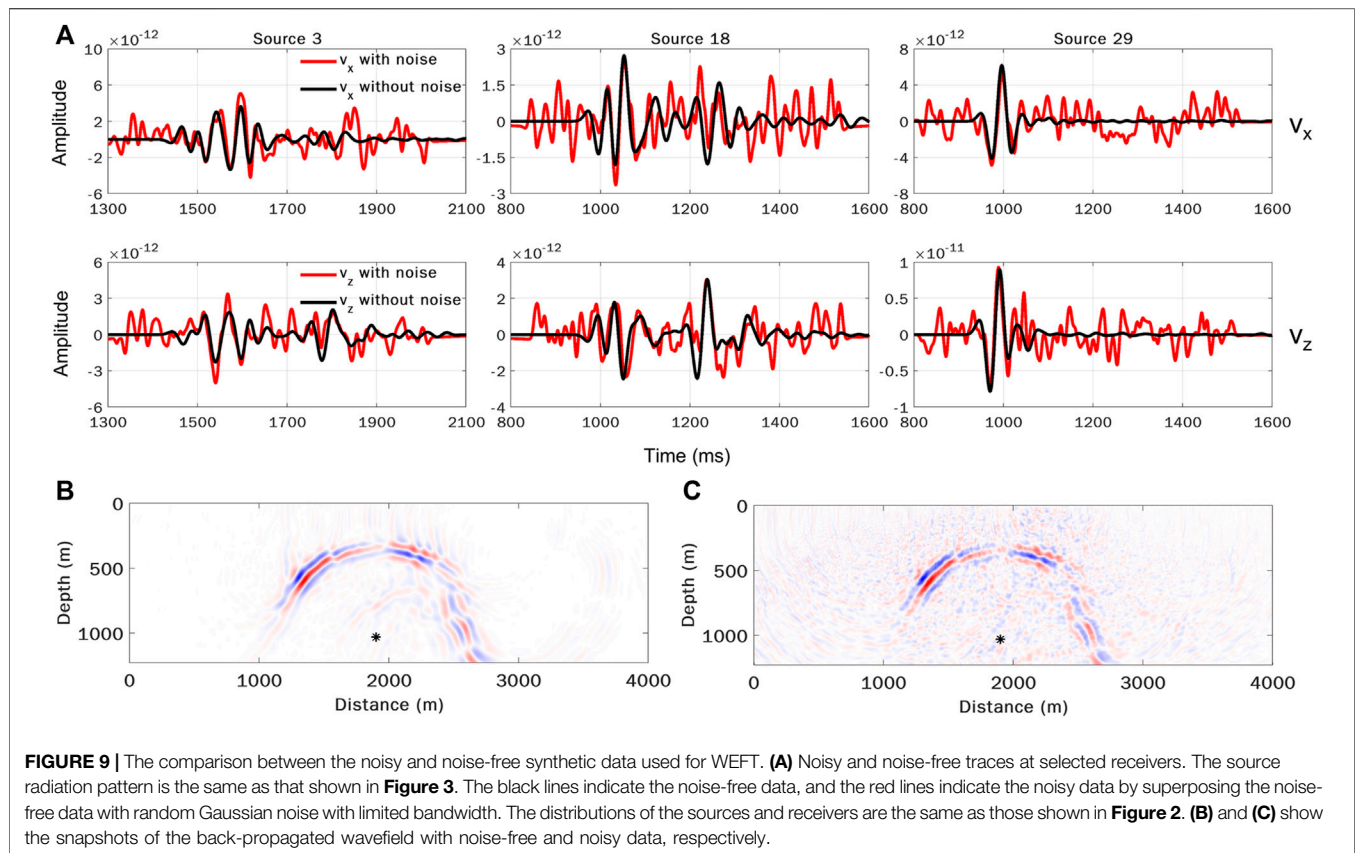 A
Source 3
Source 18
Source 29
×10-12
×10-12
×10-12
Amplitude
10
6
2
-2
-6
v_x with noise
v_x without noise
3
1.5
0
-1.5
-3
8
4
0
-4
-8
V_x
1300 1500 1700 1900 2100
800 1000 1200 1400 1600
800 1000 1200 1400 1600
×10-12
×10-12
×10-11
Amplitude
6
3
0
-3
-6
v_z with noise
v_z without noise
4
2
0
-2
-4
1
0.5
0
-0.5
-1
V_z
1300 1500 1700 1900 2100
800 1000 1200 1400 1600
800 1000 1200 1400 1600
Time (ms)
B
Depth (m)
0
500
1000
0 1000 2000 3000 4000
Distance (m)
C
Depth (m)
0
500
1000
0 1000 2000 3000 4000
Distance (m)
FIGURE 9 | The comparison between the noisy and noise-free synthetic data used for WEFT. (A) Noisy and noise-free traces at selected receivers. The source
radiation pattern is the same as that shown in Figure 3. The black lines indicate the noise-free data, and the red lines indicate the noisy data by superposing the noise-
free data with random Gaussian noise with limited bandwidth. The distributions of the sources and receivers are the same as those shown in Figure 2. (B) and (C) show
the snapshots of the back-propagated wavefield with noise-free and noisy data, respectively.